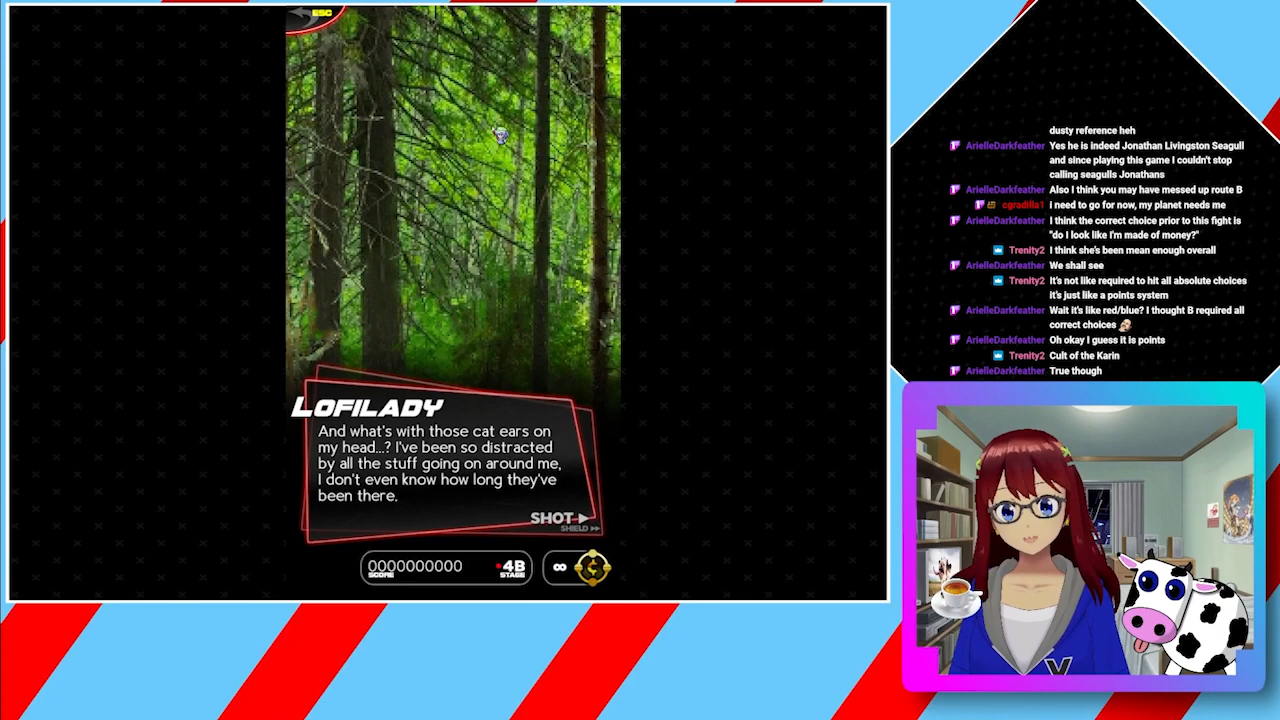 ESC
LOFILADY
And what's with those cat ears on
my head...? I've been so distracted
by all the stuff going on around me,
I don't even know how long they've
been there.
SHOT
SHIELD
0000000000
SCORE
4B
STAGE
∞
dusty reference heh
ArielleDarkfeather Yes he is indeed Jonathan Livingston Seagull
and since playing this game I couldn't stop
calling seagulls Jonathans
ArielleDarkfeather Also I think you may have messed up route B
cgradilla1 I need to go for now, my planet needs me
ArielleDarkfeather I think the correct choice prior to this fight is
"do I look like I'm made of money?"
Trenity2 I think she's been mean enough overall
ArielleDarkfeather We shall see
Trenity2 It's not like required to hit all absolute choices
it's just like a points system
ArielleDarkfeather Wait it's like red/blue? I thought B required all
correct choices
ArielleDarkfeather Oh okay I guess it is points
Trenity2 Cult of the Karin
ArielleDarkfeather True though
V